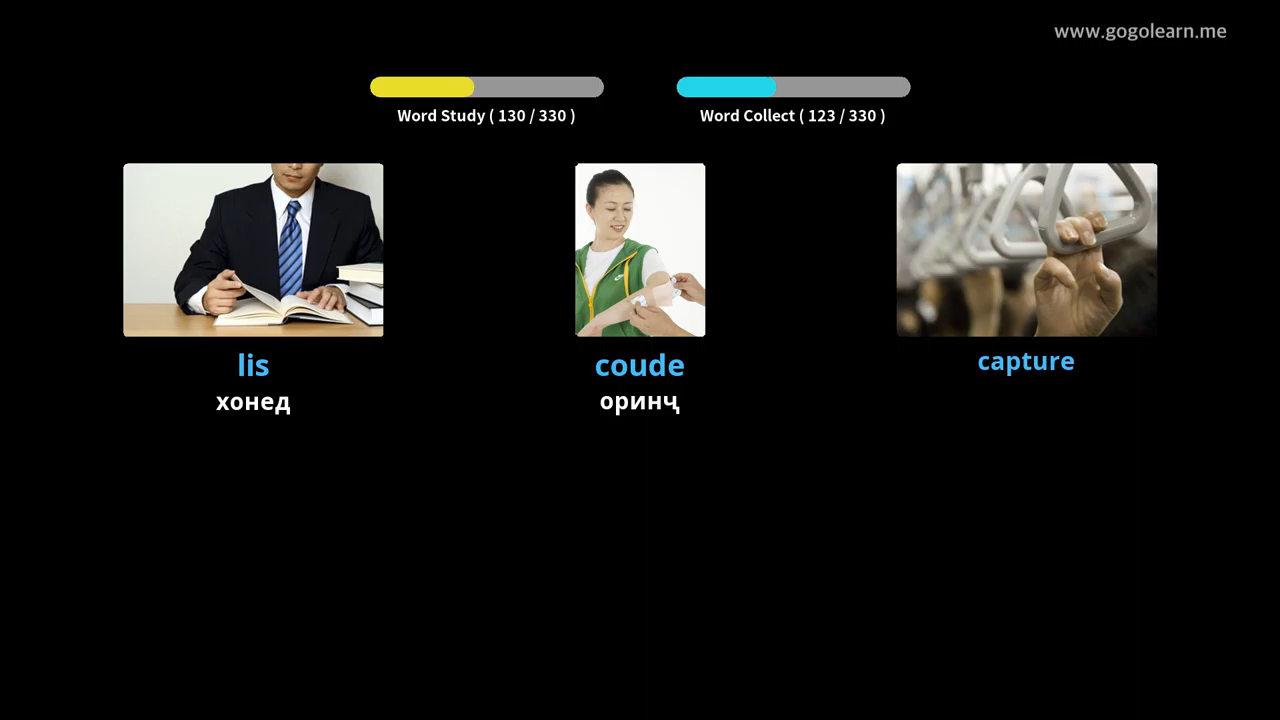 www.gogolearn.me
Word Study ( 130 / 330 )
Word Collect ( 123 / 330 )
lis
coude
capture
хонед
оринҷ